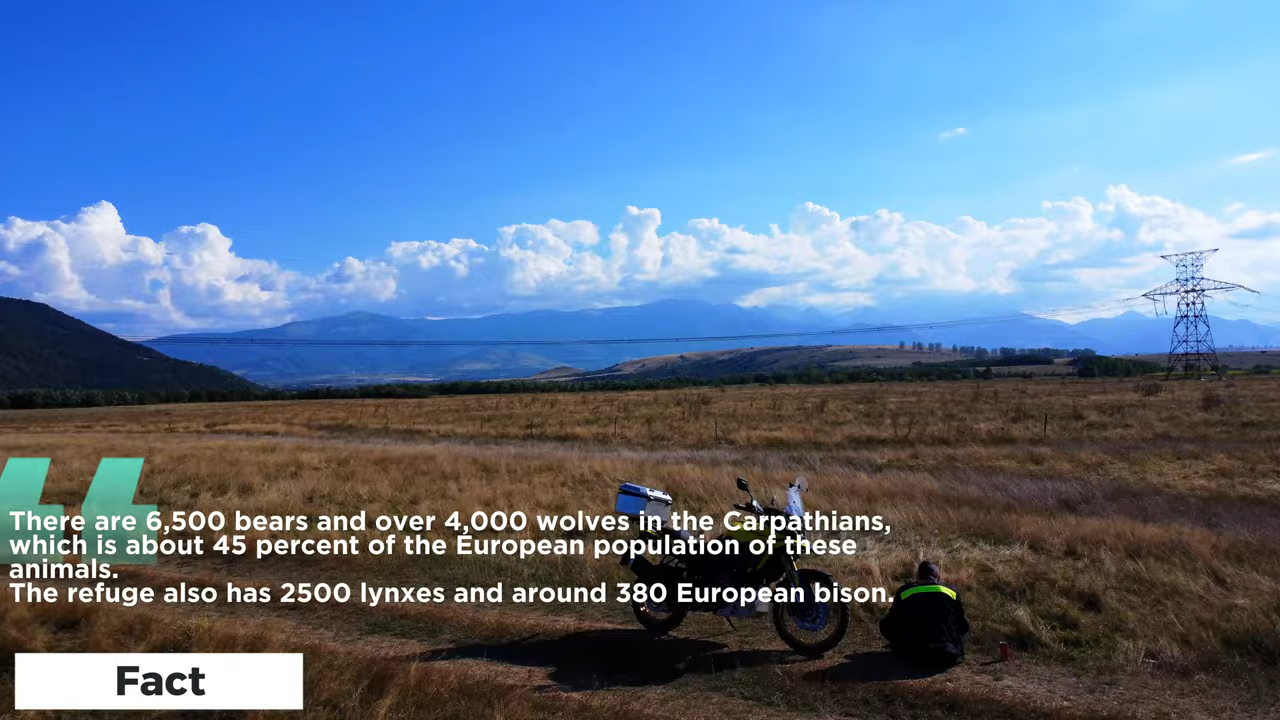 There are 6,500 bears and over 4,000 wolves in the Carpathians,
which is about 45 percent of the European population of these
animals.
The refuge also has 2500 lynxes and around 380 European bison.
Fact